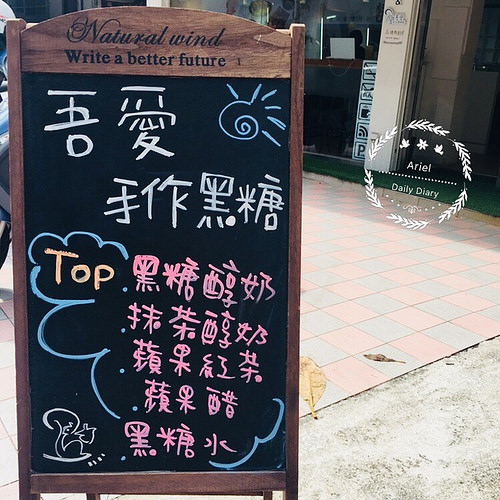 Natural wind
Write a better future
吾愛
手作黑糖
Top
黑糖醇奶
抹茶醇奶
蘋果紅茶
蘋果醋
黑糖水
Ariel
Daily Diary